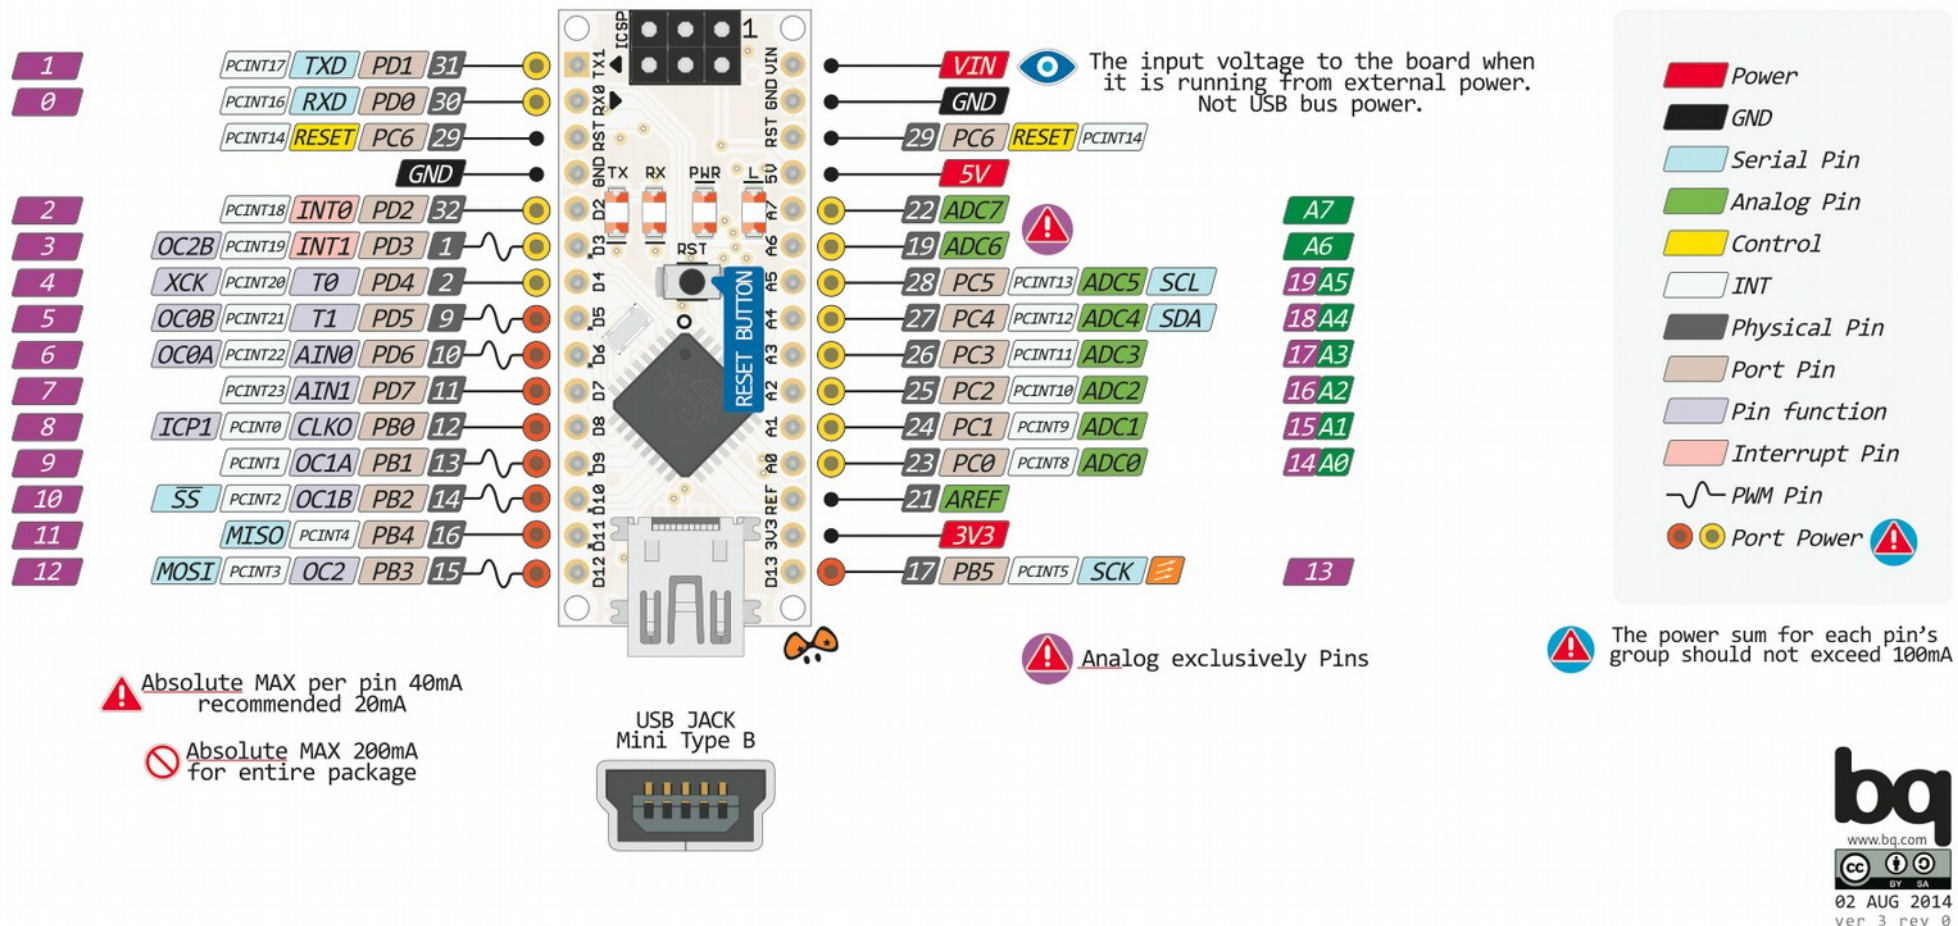 1 PCINT17 TXD PD1 31 TX1 ICSP 1 VIN VIN The input voltage to the board when
it is running from external power.
Not USB bus power.
0 PCINT16 RXD PD0 30 RX0 GND GND
PCINT14 RESET PC6 29 RST RST 29 PC6 RESET PCINT14
GND GND TX RX PWR L 5V 5V
2 PCINT18 INT0 PD2 32 D2 A7 22 ADC7 A7
3 OC2B PCINT19 INT1 PD3 1 D3 RST A6 19 ADC6 A6
4 XCK PCINT20 T0 PD4 2 D4 A5 28 PC5 PCINT13 ADC5 SCL 19 A5
5 OC0B PCINT21 T1 PD5 9 D5 A4 27 PC4 PCINT12 ADC4 SDA 18 A4
6 OC0A PCINT22 AIN0 PD6 10 D6 A3 26 PC3 PCINT11 ADC3 17 A3
RESET BUTTON
7 PCINT23 AIN1 PD7 11 D7 A2 25 PC2 PCINT10 ADC2 16 A2
8 ICP1 PCINT0 CLKO PB0 12 D8 A1 24 PC1 PCINT9 ADC1 15 A1
9 PCINT1 OC1A PB1 13 D9 A0 23 PC0 PCINT8 ADC0 14 A0
10 SS PCINT2 OC1B PB2 14 D10 REF 21 AREF
11 MISO PCINT4 PB4 16 D11 3V3 3V3
12 MOSI PCINT3 OC2 PB3 15 D12 D13 17 PB5 PCINT5 SCK 13
Power
GND
Serial Pin
Analog Pin
Control
INT
Physical Pin
Port Pin
Pin function
Interrupt Pin
PWM Pin
Port Power
The power sum for each pin's
group should not exceed 100mA
Analog exclusively Pins
Absolute MAX per pin 40mA
recommended 20mA
Absolute MAX 200mA
for entire package
USB JACK
Mini Type B
bq
www.bq.com
cc BY SA
02 AUG 2014
ver 3 rev 0